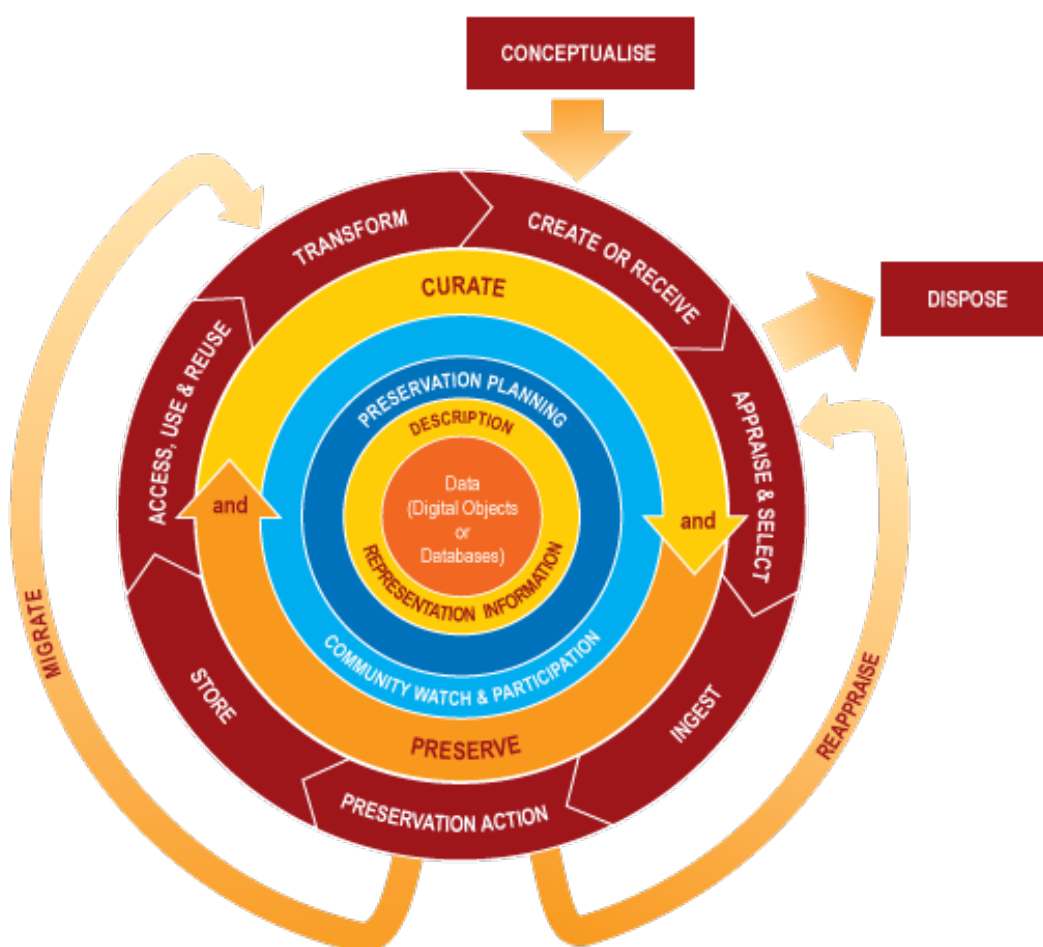 CONCEPTUALISE
TRANSFORM
CREATE OR RECEIVE
DISPOSE
CURATE
ACCESS, USE & REUSE
APPRAISE & SELECT
PRESERVATION PLANNING
DESCRIPTION
Data
(Digital Objects
or
Databases)
and
and
REPRESENTATION INFORMATION
COMMUNITY WATCH & PARTICIPATION
MIGRATE
STORE
PRESERVE
INGEST
REAPPRAISE
PRESERVATION ACTION